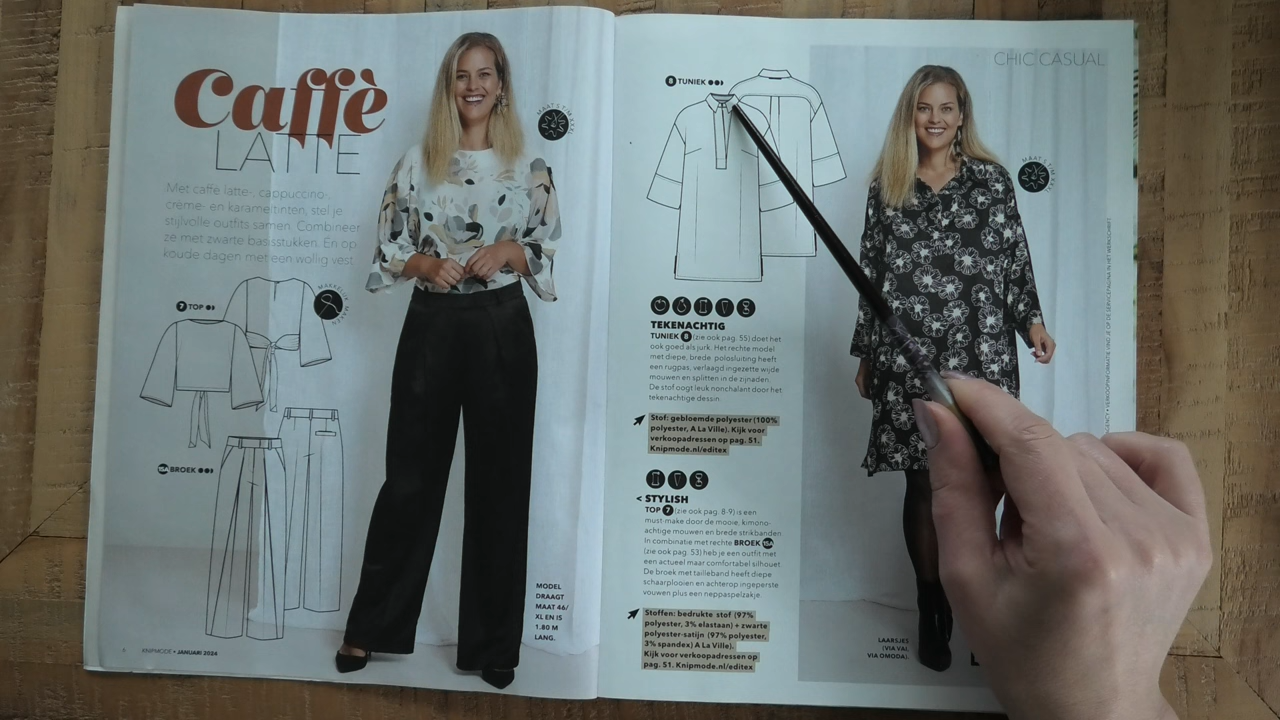 Caffè
LATTE
Met caffè latte-, cappuccino-,
crème- en karameltinten, stel je
stijlvolle outfits samen. Combineer
ze met zwarte basisstukken. En op
koude dagen met een wollig vest.
7 TOP
MAKKELIJK MAKEN
15A BROEK
MODEL
DRAAGT
MAAT 46/
XL EN IS
1.80 M
LANG.
KNIPMODE • JANUARI 2024
CHIC CASUAL
8 TUNIEK
TEKENACHTIG
TUNIEK 8 (zie ook pag. 55) doet het
ook goed als jurk. Het rechte model
met diepe, brede polosluiting heeft
een rugpas, verlaagd ingezette wijde
mouwen en splitten in de zijnaden.
De stof oogt leuk nonchalant door het
tekenachtige dessin.
Stof: gebloemde polyester (100%
polyester, A La Ville). Kijk voor
verkoopadressen op pag. 51.
Knipmode.nl/editex
< STYLISH
TOP 7 (zie ook pag. 8-9) is een
must-make door de mooie, kimono-
achtige mouwen en brede strikbanden.
In combinatie met rechte BROEK 15A
(zie ook pag. 53) heb je een outfit met
een actueel maar comfortabel silhouet.
De broek met tailleband heeft diepe
schaarplooien en achterop ingeperste
vouwen plus een neppaspelzakje.
Stoffen: bedrukte stof (97%
polyester, 3% elastaan) + zwarte
polyester-satijn (97% polyester,
3% spandex) A La Ville).
Kijk voor verkoopadressen op
pag. 51. Knipmode.nl/editex
LAARSJES
(VIA VAI,
VIA OMODA).